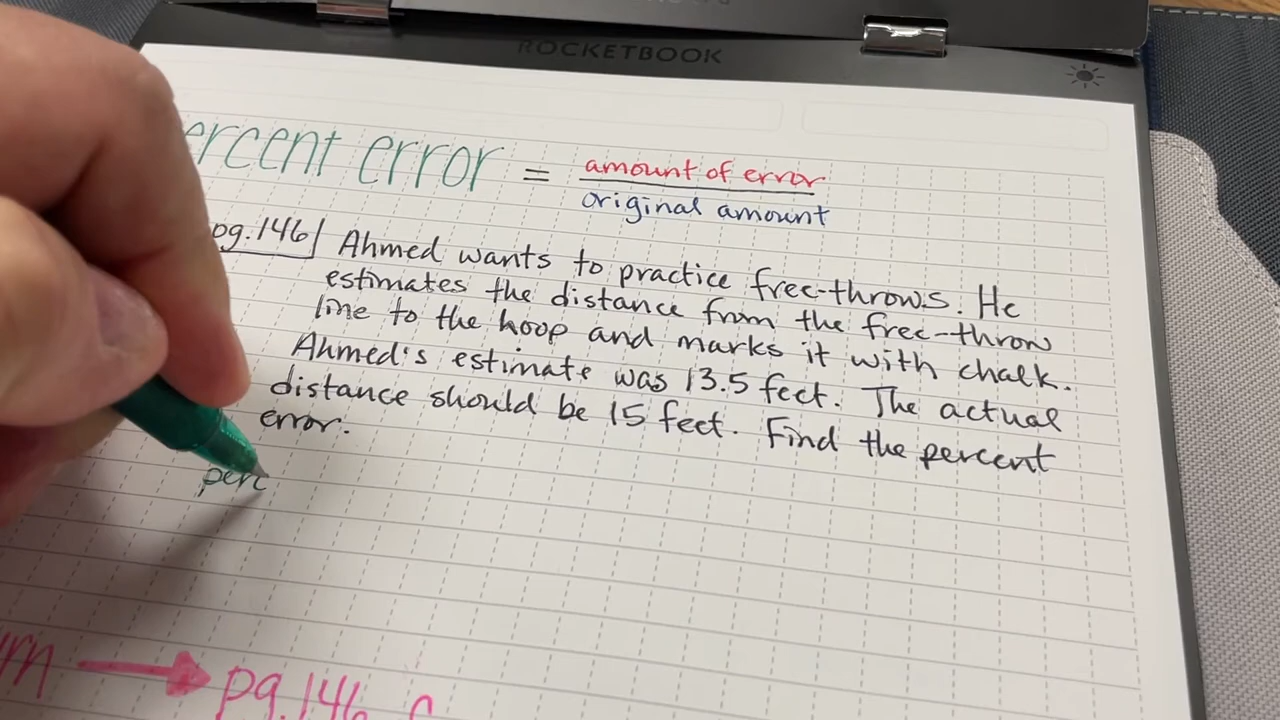 ROCKETBOOK
ercent error = amount of error
original amount
pg.146 Ahmed wants to practice free-throws. He
estimates the distance from the free-throw
line to the hoop and marks it with chalk.
Ahmed's estimate was 13.5 feet. The actual
distance should be 15 feet. Find the percent
error.
perc
urn → pg.146